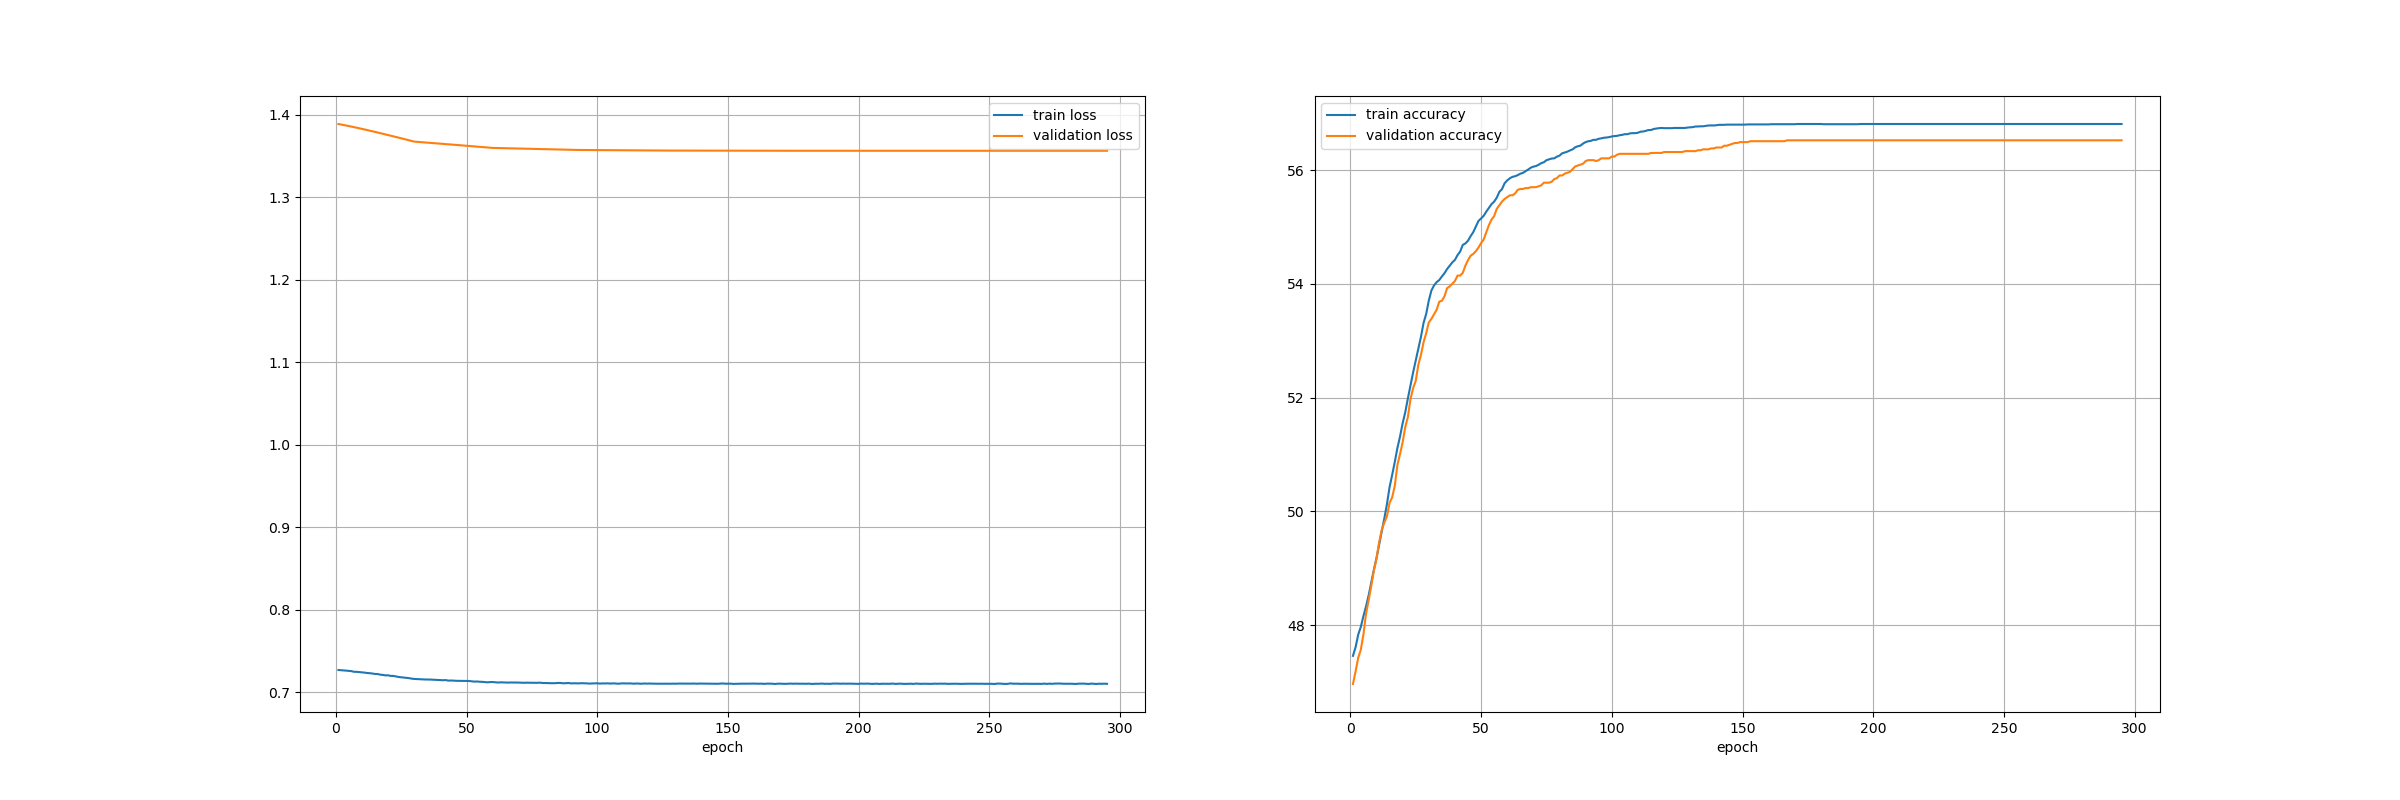 train loss
validation loss
1.4
1.3
1.2
1.1
1.0
0.9
0.8
0.7
0 50 100 150 200 250 300
epoch
train accuracy
validation accuracy
56
54
52
50
48
0 50 100 150 200 250 300
epoch